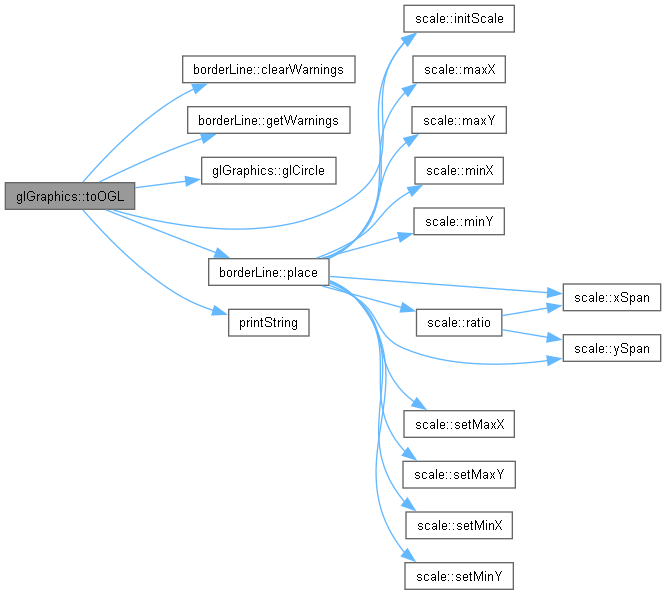 scale::initScale
borderLine::clearWarnings
scale::maxX
borderLine::getWarnings
scale::maxY
glGraphics::glCircle
scale::minX
glGraphics::toOGL
scale::minY
borderLine::place
scale::xSpan
printString
scale::ratio
scale::ySpan
scale::setMaxX
scale::setMaxY
scale::setMinX
scale::setMinY